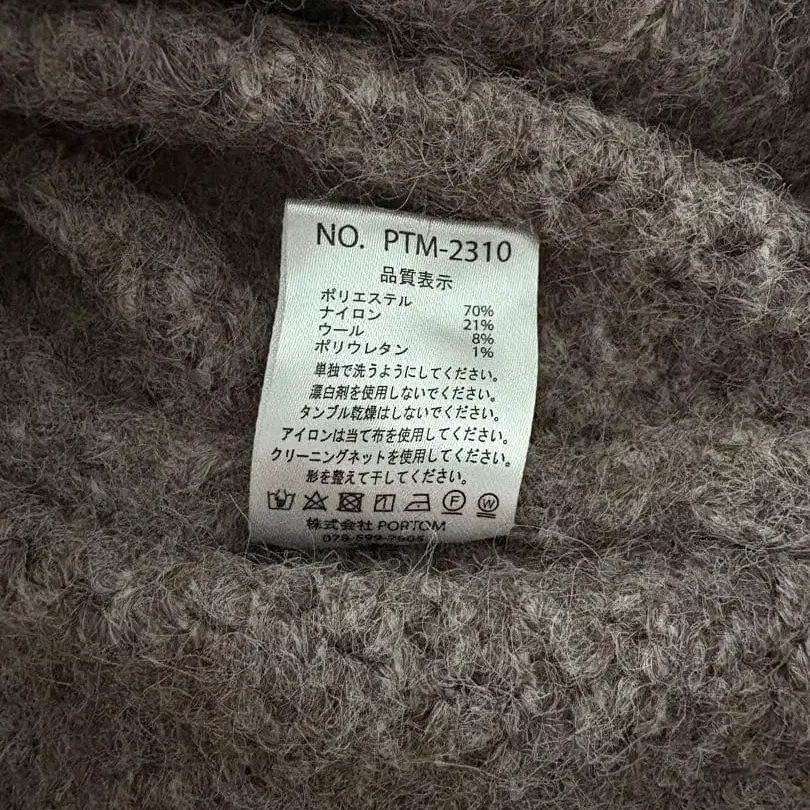 NO. PTM-2310
品質表示
ポリエステル 70%
ナイロン 21%
ウール 8%
ポリウレタン 1%
単独で洗うようにしてください。
漂白剤を使用しないでください。
タンブル乾燥はしないでください。
アイロンは当て布を使用してください。
クリーニングネットを使用してください。
形を整えて干してください。
F W
株式会社 PORTOM